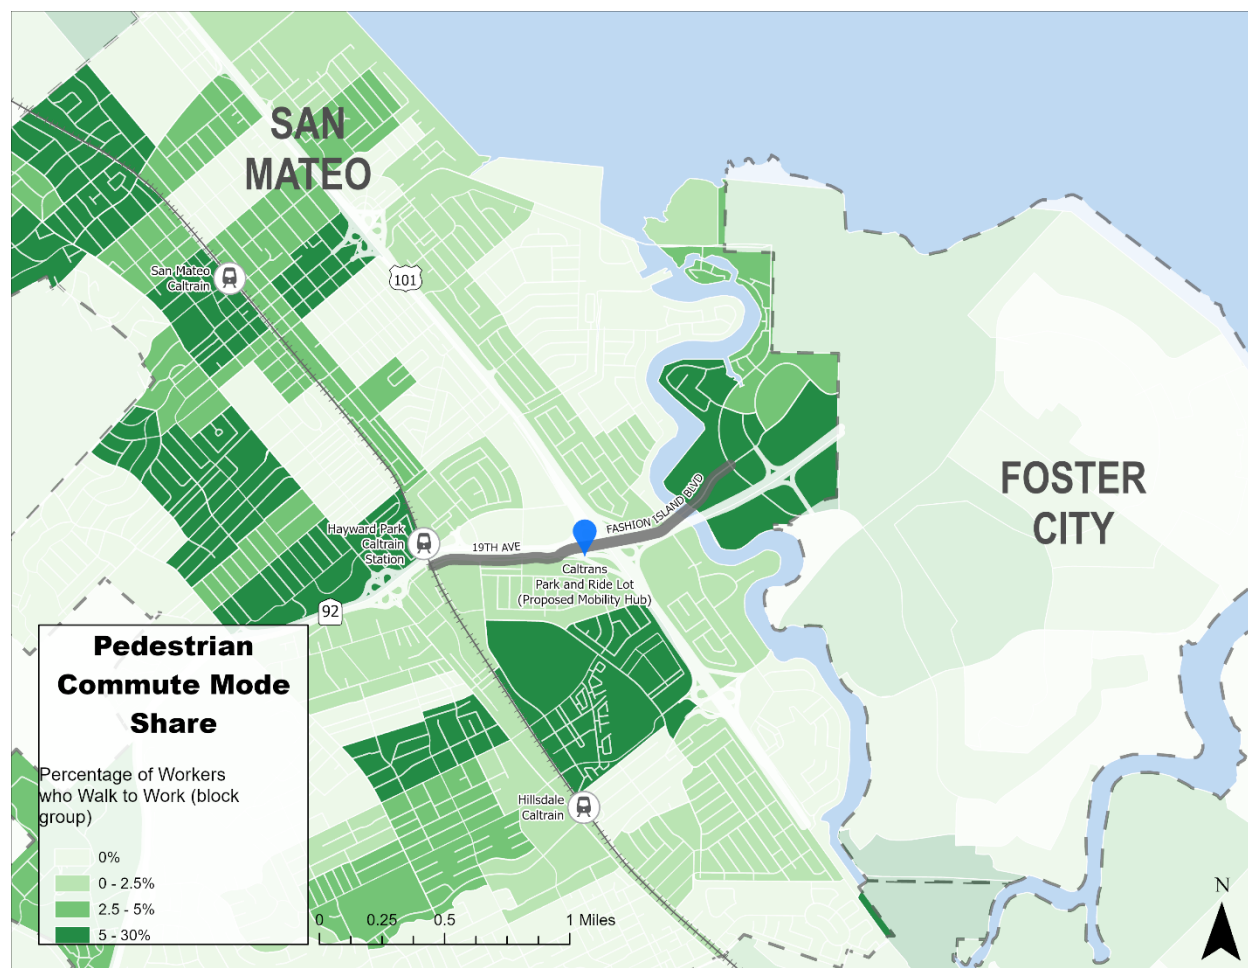 SAN
MATEO
San Mateo
Caltrain
101
FOSTER
CITY
FASHION ISLAND BLVD
19TH AVE
Hayward Park
Caltrain
Station
Caltrans
Park and Ride Lot
(Proposed Mobility Hub)
92
Hillsdale
Caltrain
Pedestrian
Commute Mode
Share
Percentage of Workers
who Walk to Work (block
group)
0%
0 - 2.5%
2.5 - 5%
5 - 30%
0 0.25 0.5 1 Miles
N